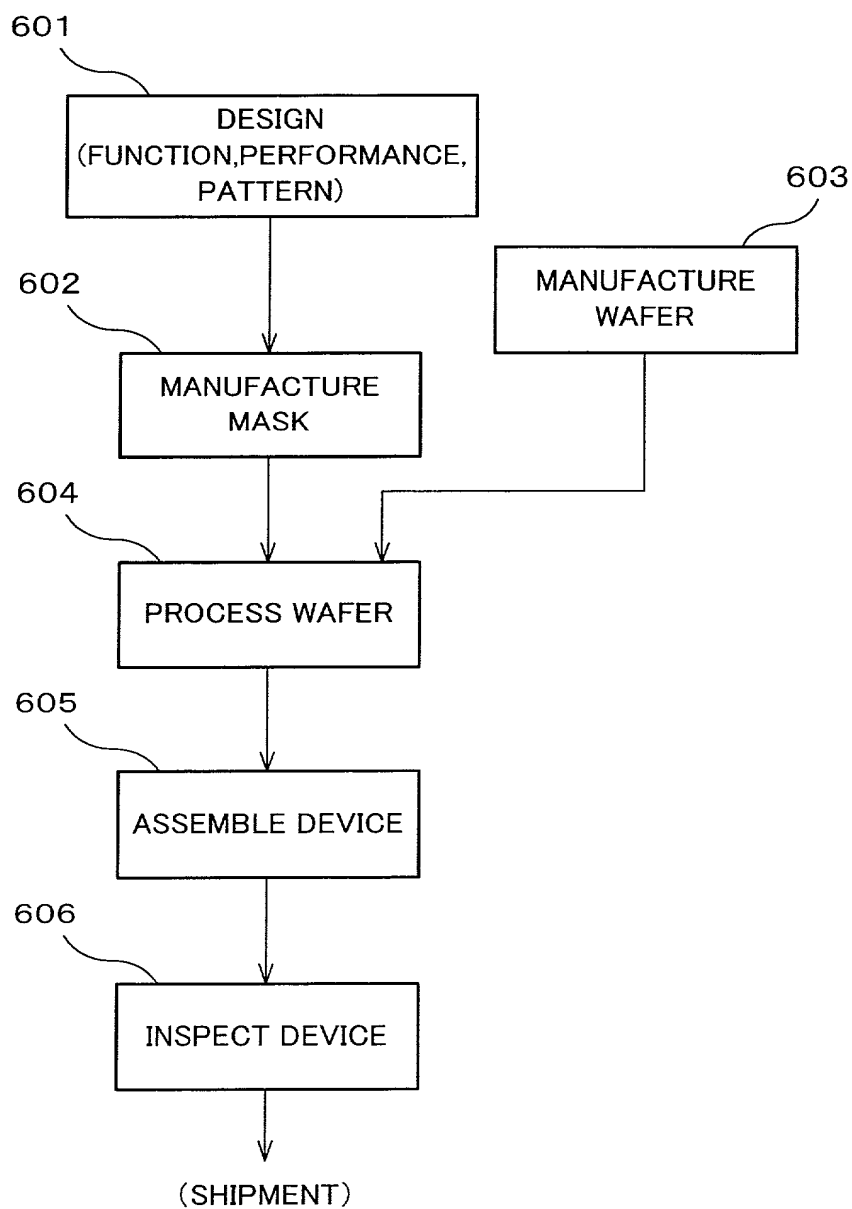 601
DESIGN
(FUNCTION,PERFORMANCE,
PATTERN)
603
MANUFACTURE
WAFER
602
MANUFACTURE
MASK
604
PROCESS WAFER
605
ASSEMBLE DEVICE
606
INSPECT DEVICE
(SHIPMENT)